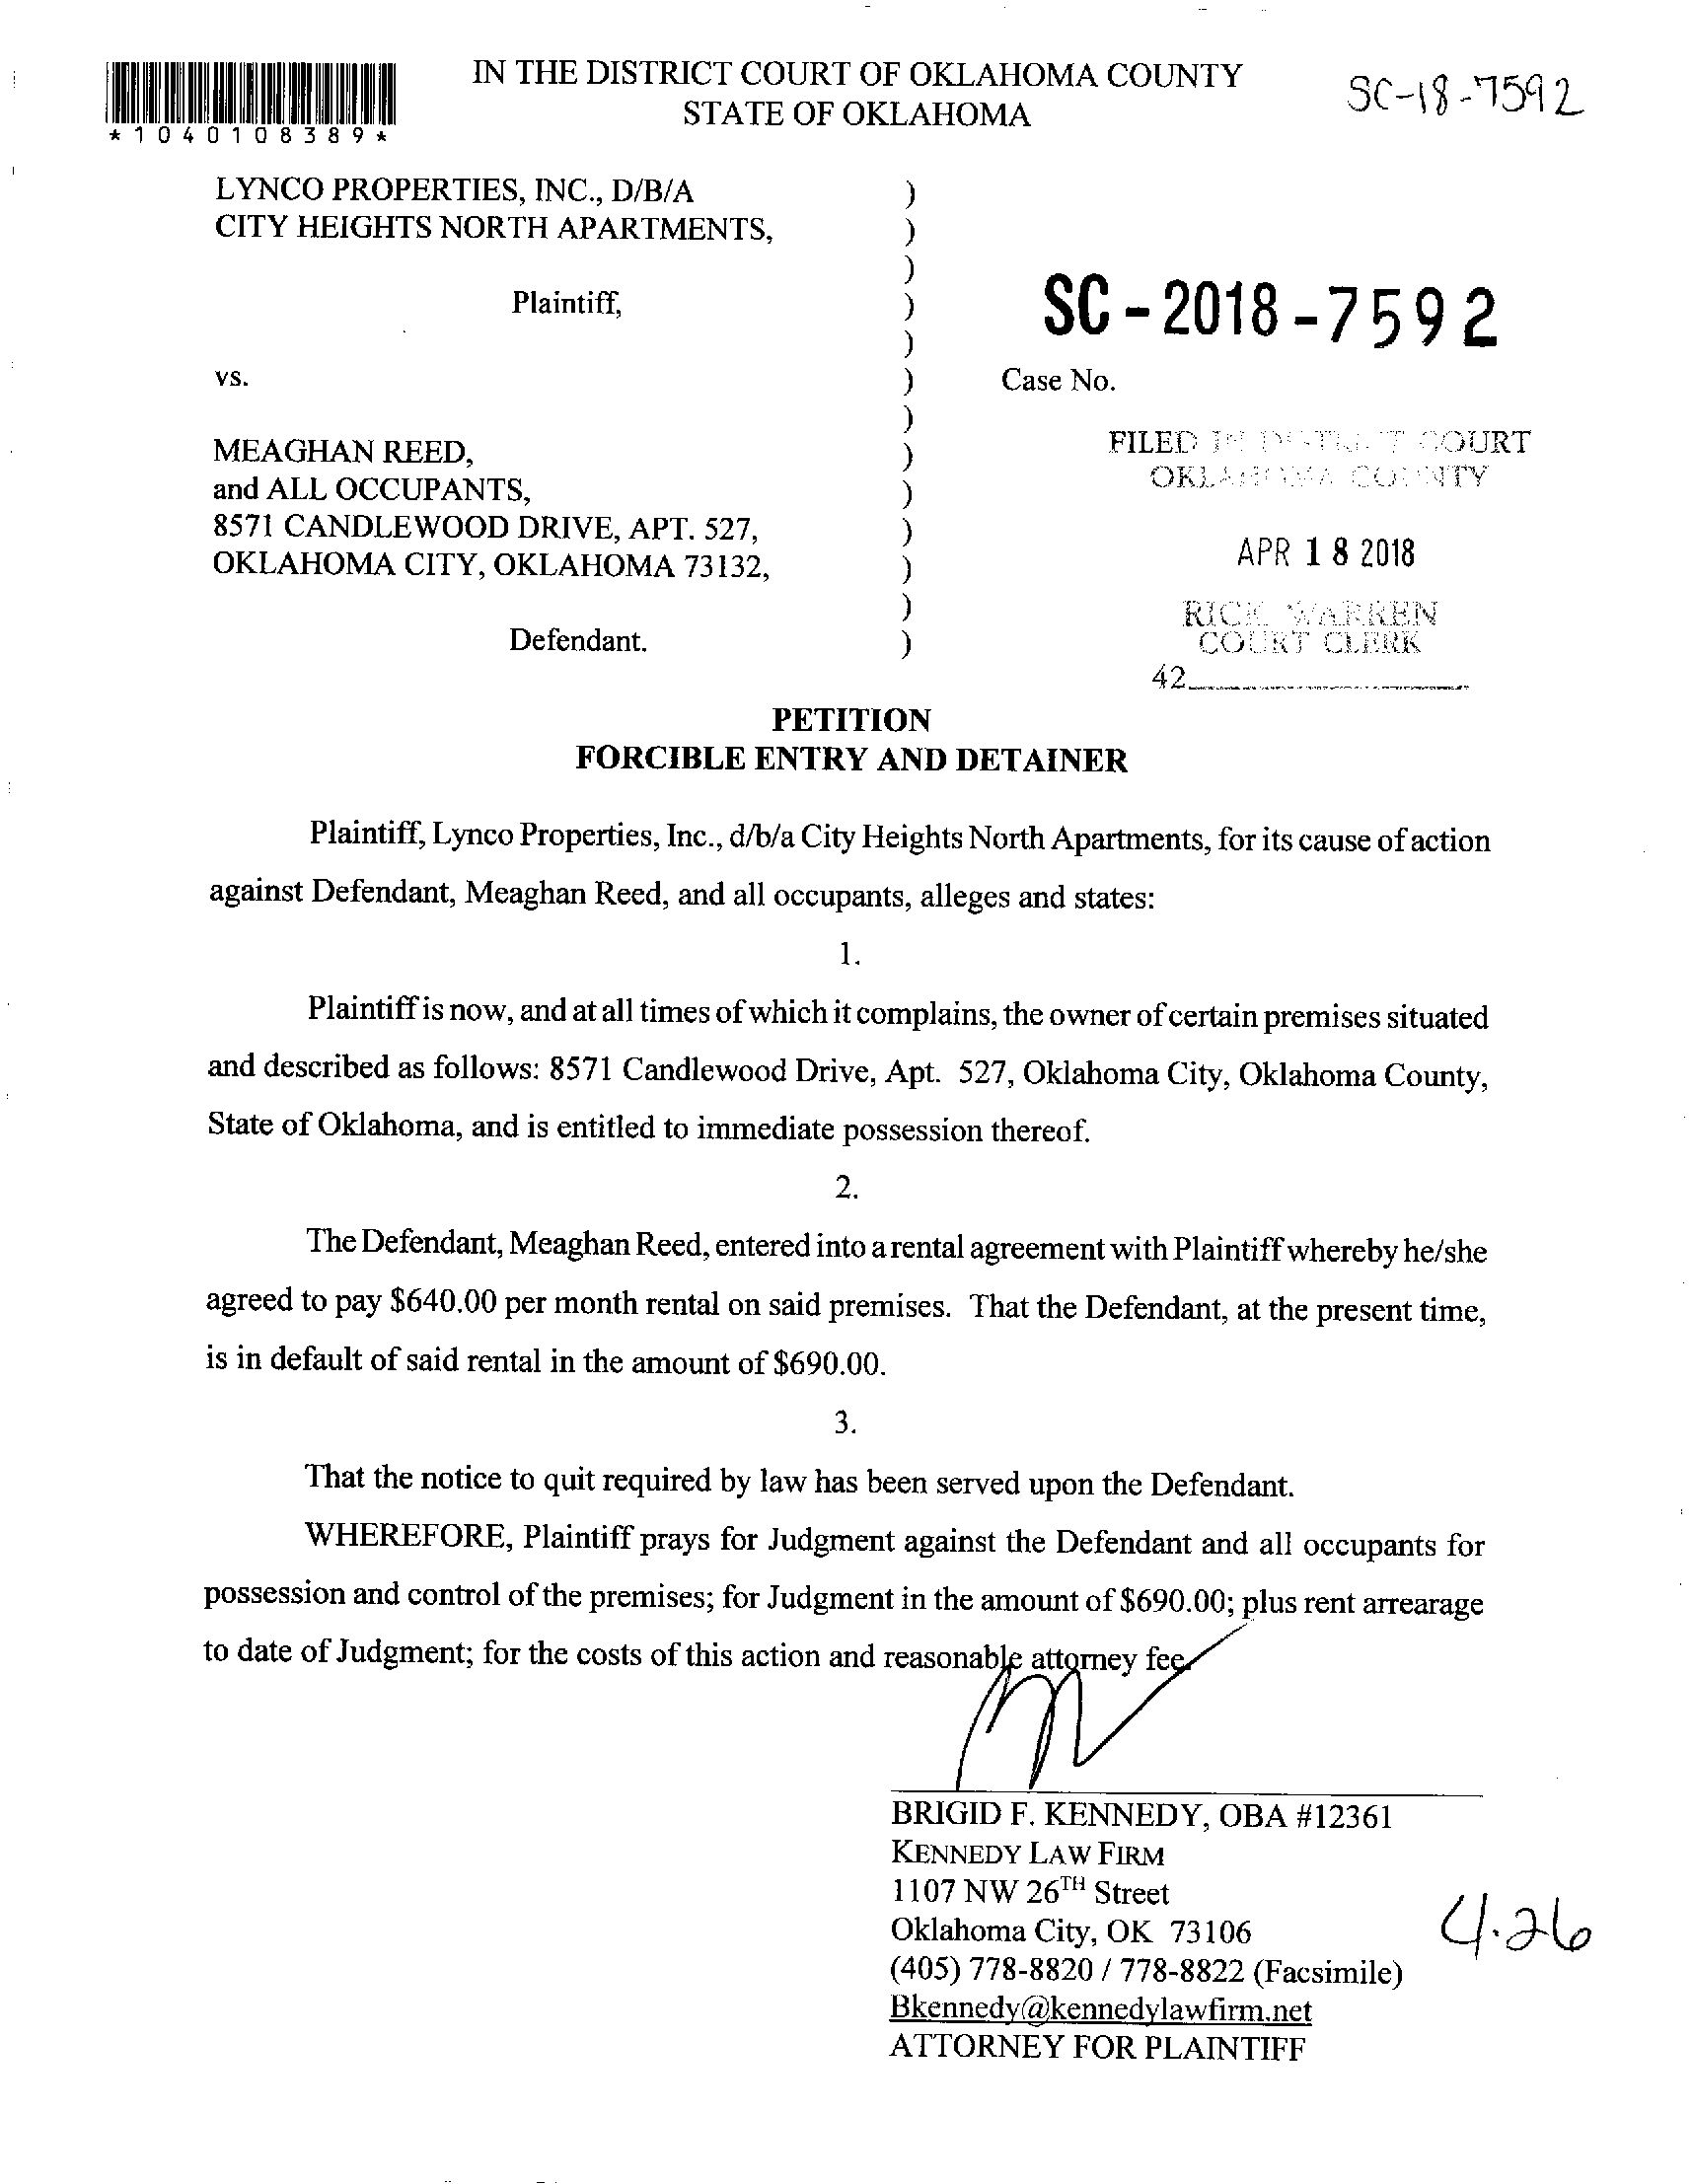 IN THE DISTRICT COURT OF OKLAHOMA COUNTY
STATE OF OKLAHOMA
SC-18-7592
*1040108389*
LYNCO PROPERTIES, INC., D/B/A )
CITY HEIGHTS NORTH APARTMENTS, )
)
Plaintiff, )
SC-2018-7592
)
vs. ) Case No.
)
MEAGHAN REED, )
and ALL OCCUPANTS, )
8571 CANDLEWOOD DRIVE, APT. 527, )
OKLAHOMA CITY, OKLAHOMA 73132, )
)
Defendant. )
FILED IN DISTRICT COURT
OKLAHOMA COUNTY
APR 18 2018
RICK WARREN
COURT CLERK
42
PETITION
FORCIBLE ENTRY AND DETAINER
Plaintiff, Lynco Properties, Inc., d/b/a City Heights North Apartments, for its cause of action
against Defendant, Meaghan Reed, and all occupants, alleges and states:
1.
Plaintiff is now, and at all times of which it complains, the owner of certain premises situated
and described as follows: 8571 Candlewood Drive, Apt. 527, Oklahoma City, Oklahoma County,
State of Oklahoma, and is entitled to immediate possession thereof.
2.
The Defendant, Meaghan Reed, entered into a rental agreement with Plaintiff whereby he/she
agreed to pay $640.00 per month rental on said premises. That the Defendant, at the present time,
is in default of said rental in the amount of $690.00.
3.
That the notice to quit required by law has been served upon the Defendant.
WHEREFORE, Plaintiff prays for Judgment against the Defendant and all occupants for
possession and control of the premises; for Judgment in the amount of $690.00; plus rent arrearage
to date of Judgment; for the costs of this action and reasonable attorney fee.
BRIGID F. KENNEDY, OBA #12361
KENNEDY LAW FIRM
1107 NW 26TH Street
Oklahoma City, OK 73106
(405) 778-8820 / 778-8822 (Facsimile)
Bkennedy@kennedylawfirm.net
ATTORNEY FOR PLAINTIFF
4.26